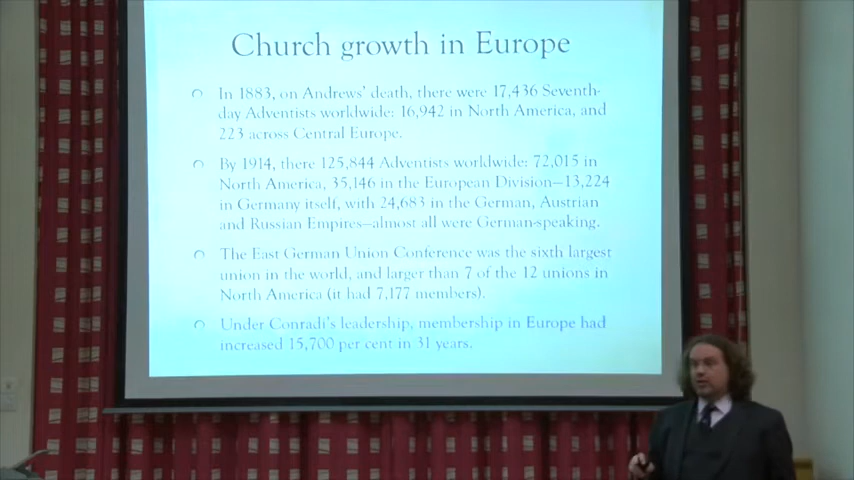 Church growth in Europe
In 1883, on Andrews' death, there were 17,436 Seventh-
day Adventists worldwide: 16,942 in North America, and
223 across Central Europe.
By 1914, there 125,844 Adventists worldwide: 72,015 in
North America, 35,146 in the European Division—13,224
in Germany itself, with 24,683 in the German, Austrian
and Russian Empires—almost all were German-speaking.
The East German Union Conference was the sixth largest
union in the world, and larger than 7 of the 12 unions in
North America (it had 7,177 members).
Under Conradi's leadership, membership in Europe had
increased 15,700 per cent in 31 years.